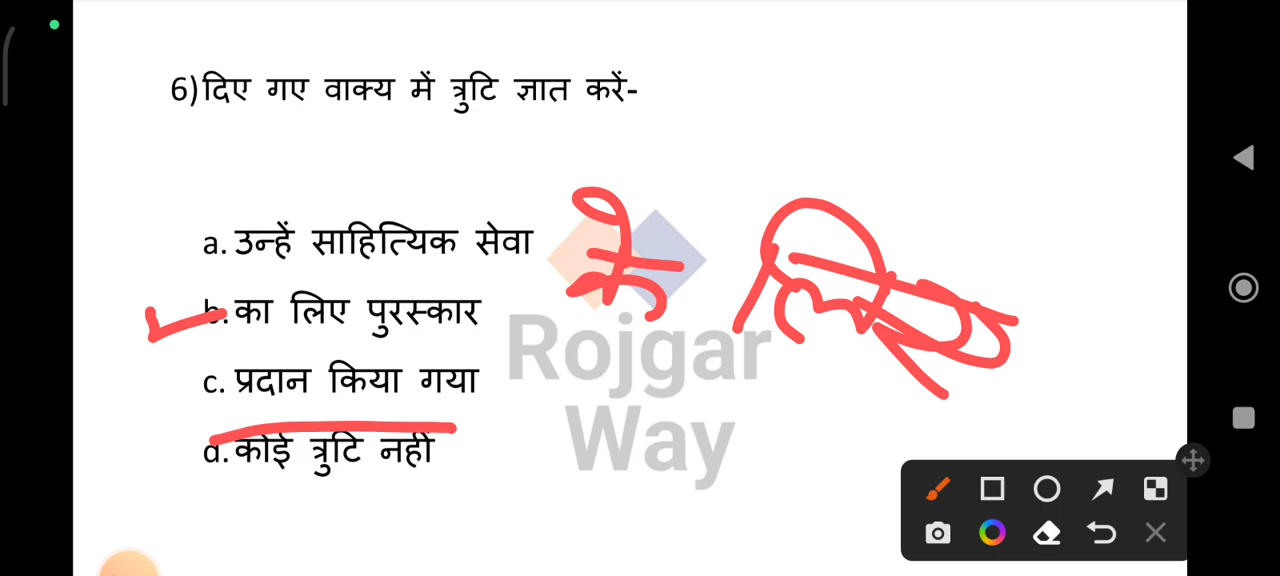 6)दिए गए वाक्य में त्रुटि ज्ञात करें-
a. उन्हें साहित्यिक सेवा
के लिए
b. का लिए पुरस्कार
c. प्रदान किया गया
d. कोई त्रुटि नहीं
Rojgar
Way